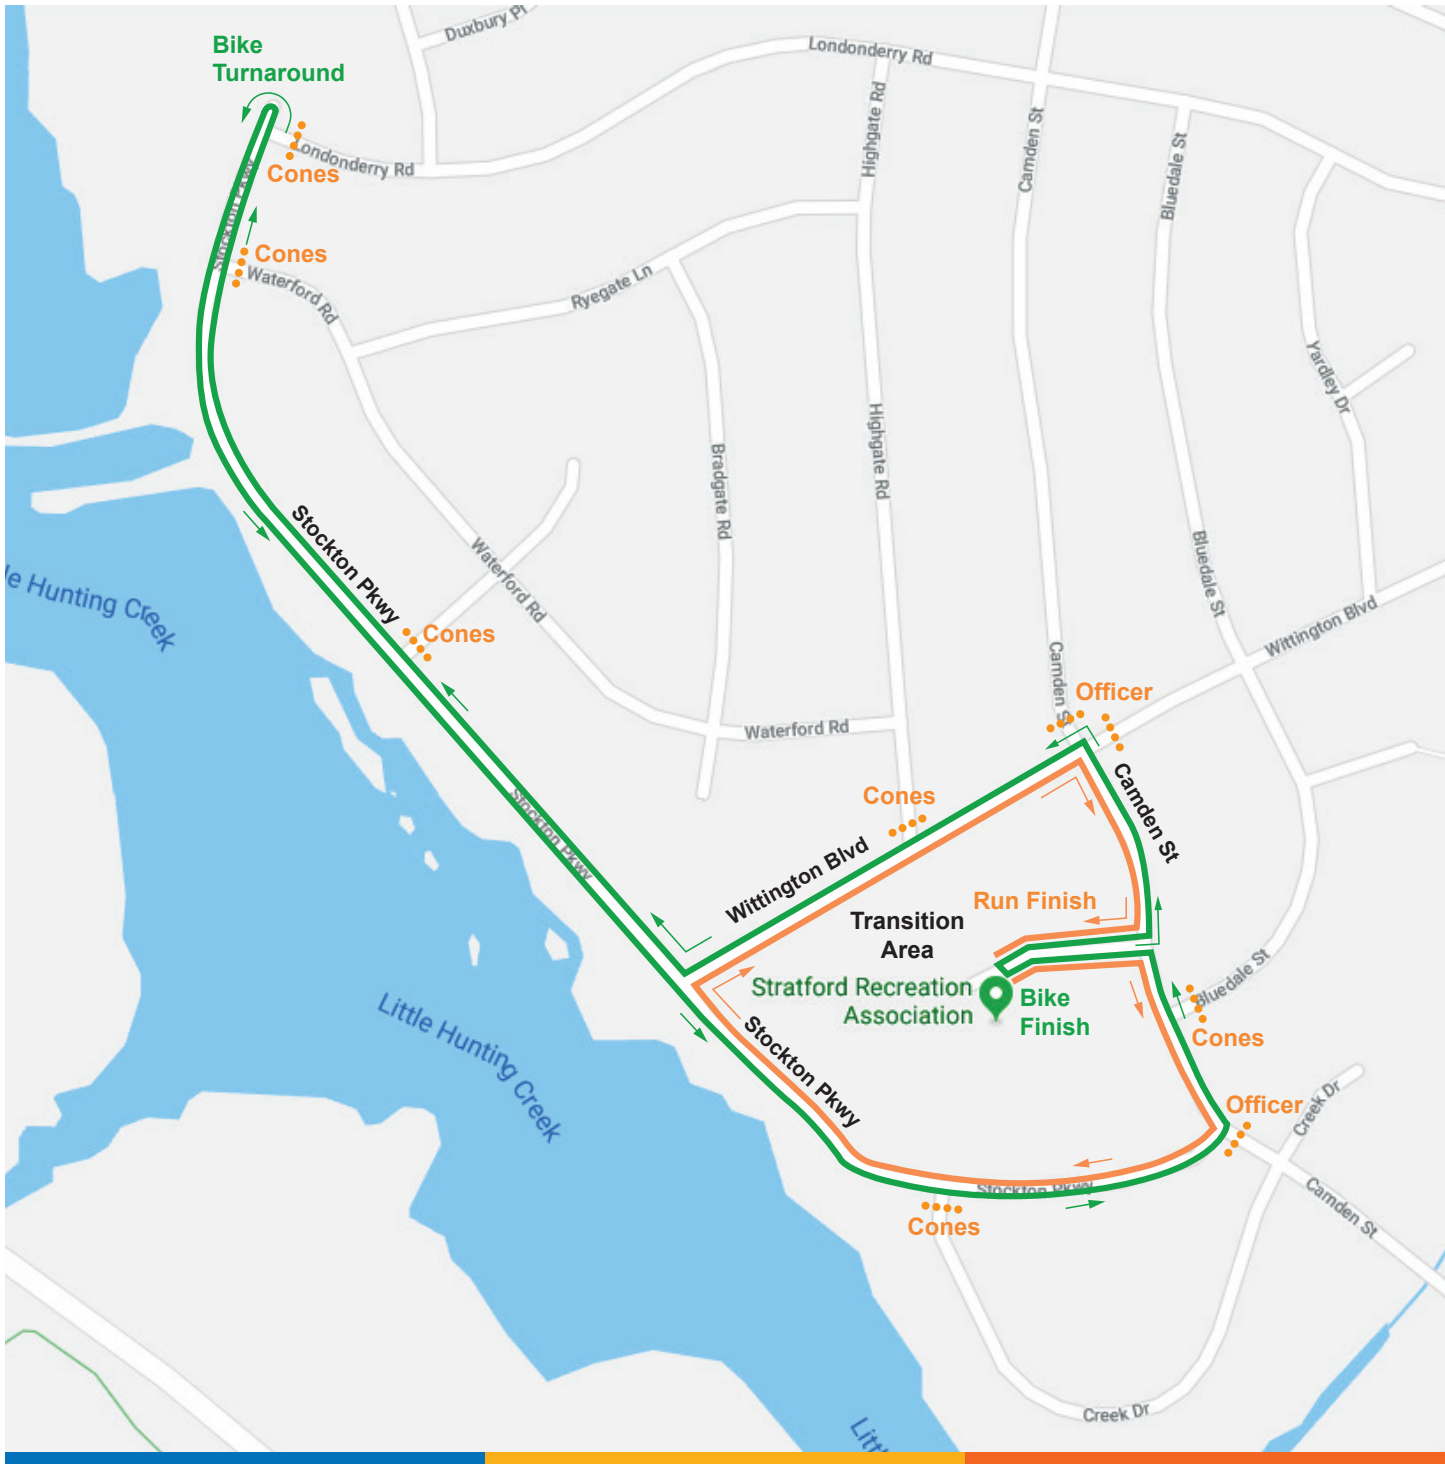 Duxbury Pl
Bike
Turnaround
Londonderry Rd
Londonderry Rd
Cones
Stockton Pkwy
Cones
Waterford Rd
Highgate Rd
Camden St
Bluedale St
Ryegate Ln
Yardley Dr
Highgate Rd
Bradgate Rd
Stockton Pkwy
Waterford Rd
Cones
Bluedale St
Wittington Blvd
le Hunting Creek
Camden St
Officer
Waterford Rd
Camden St
Cones
Stockton Pkwy
Wittington Blvd
Run Finish
Transition
Area
Stratford Recreation
Association
Bike
Finish
Bluedale St
Cones
Little Hunting Creek
Stockton Pkwy
Officer
Creek Dr
Stockton Pkwy
Cones
Camden St
Creek Dr
Littl